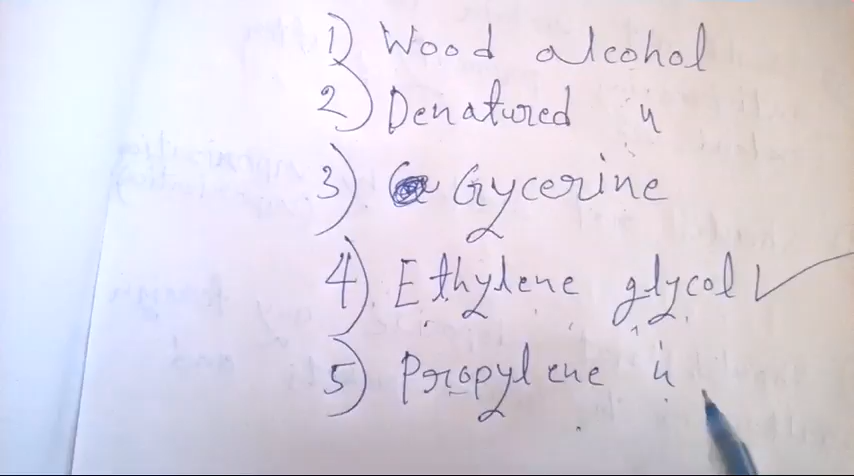 1) Wood alcohol
2) Denatured "
3) Gycerine
4) Ethylene glycol ✓
5) Propylene "